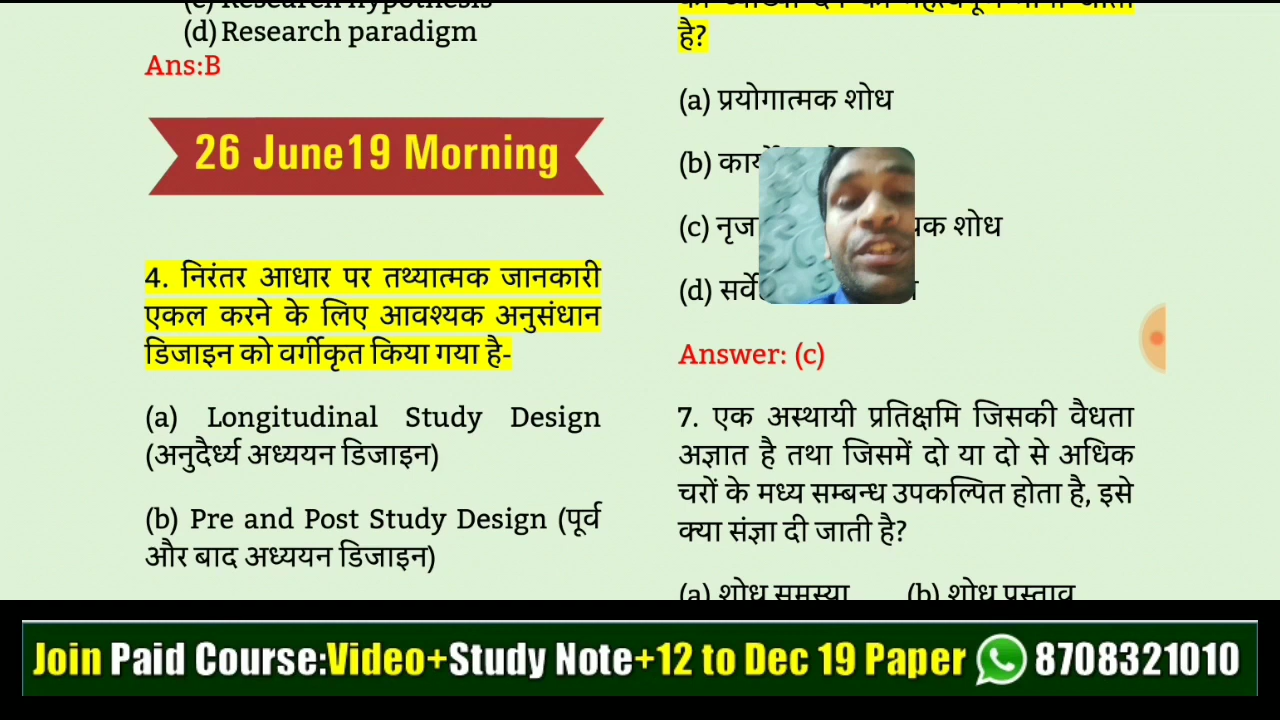 (d) Research paradigm
Ans:B
26 June19 Morning
4. निरंतर आधार पर तथ्यात्मक जानकारी
एकल करने के लिए आवश्यक अनुसंधान
डिजाइन को वर्गीकृत किया गया है-
(a) Longitudinal Study Design
(अनुदैर्ध्य अध्ययन डिजाइन)
(b) Pre and Post Study Design (पूर्व
और बाद अध्ययन डिजाइन)
है?
(a) प्रयोगात्मक शोध
(b)
(c) शोध
(d)
Answer: (c)
7. एक अस्थायी प्रतिक्षमि जिसकी वैधता
अज्ञात है तथा जिसमें दो या दो से अधिक
चरों के मध्य सम्बन्ध उपकल्पित होता है, इसे
क्या संज्ञा दी जाती है?
(a) शोध समस्या (b) शोध प्रस्ताव
Join Paid Course:Video+Study Note+12 to Dec 19 Paper 8708321010